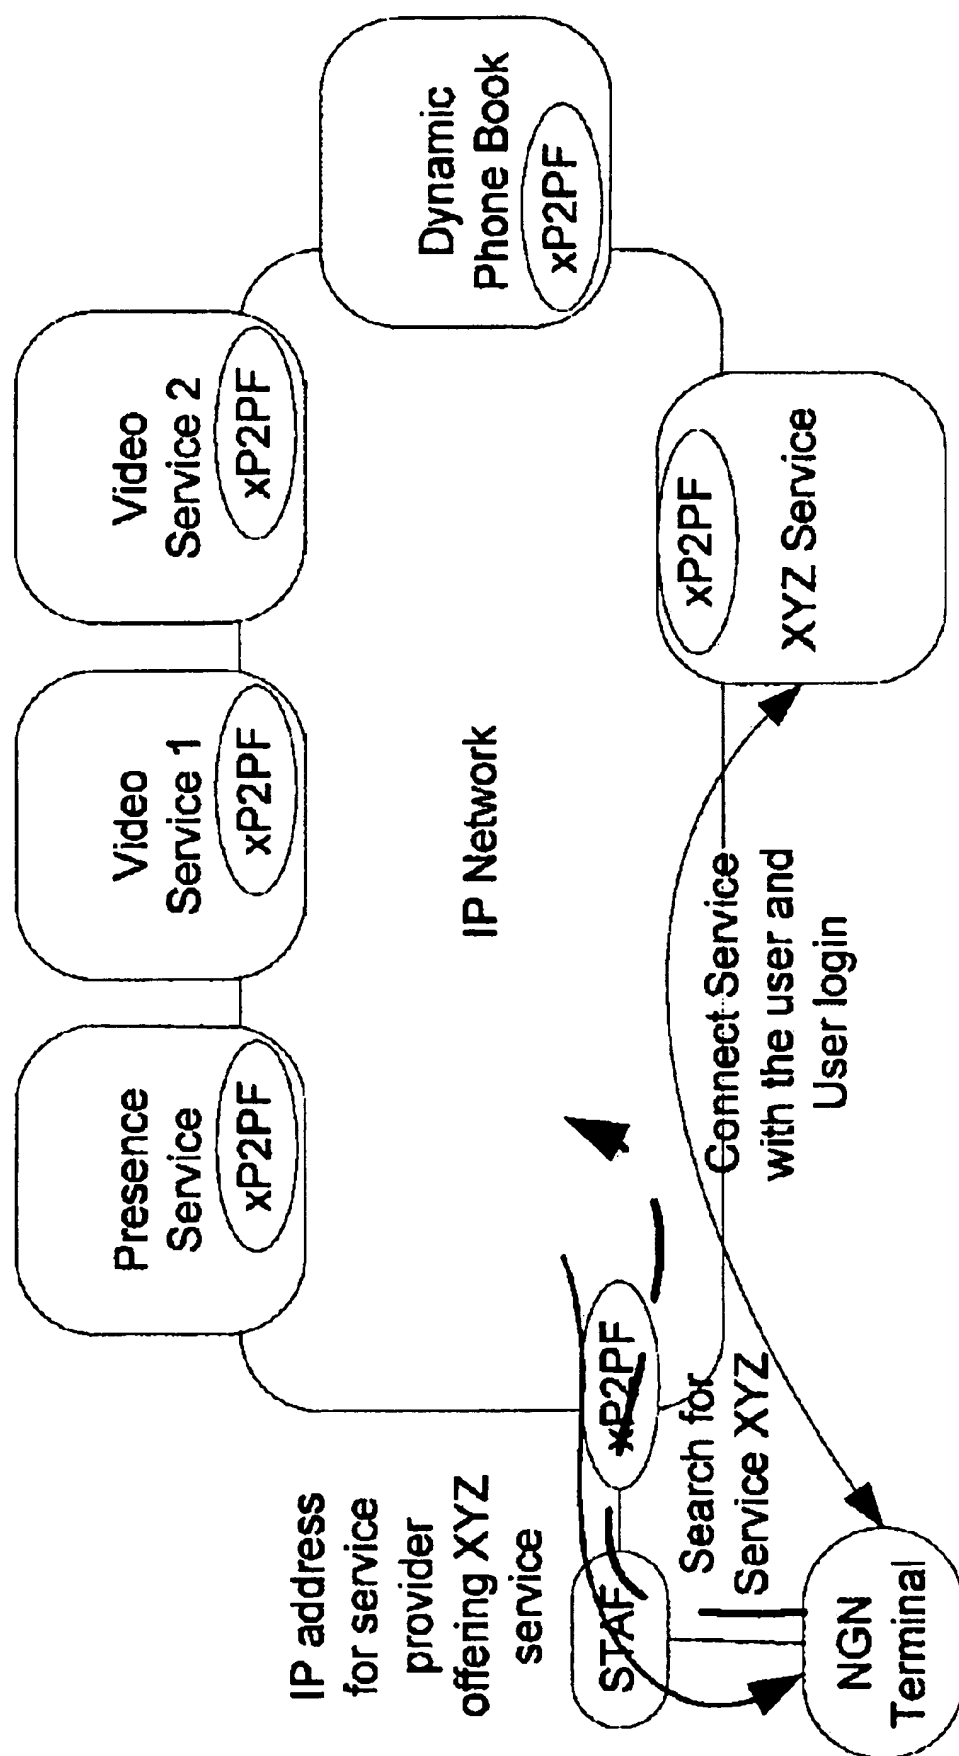 Presence
Service
xP2PF
Video
Service 1
xP2PF
Video
Service 2
xP2PF
Dynamic
Phone Book
xP2PF
IP Network
IP address
for service
provider
offering XYZ
service
STAF
xP2PF
Search for
Service XYZ
NGN
Terminal
Connect Service
with the user and
User login
xP2PF
XYZ Service